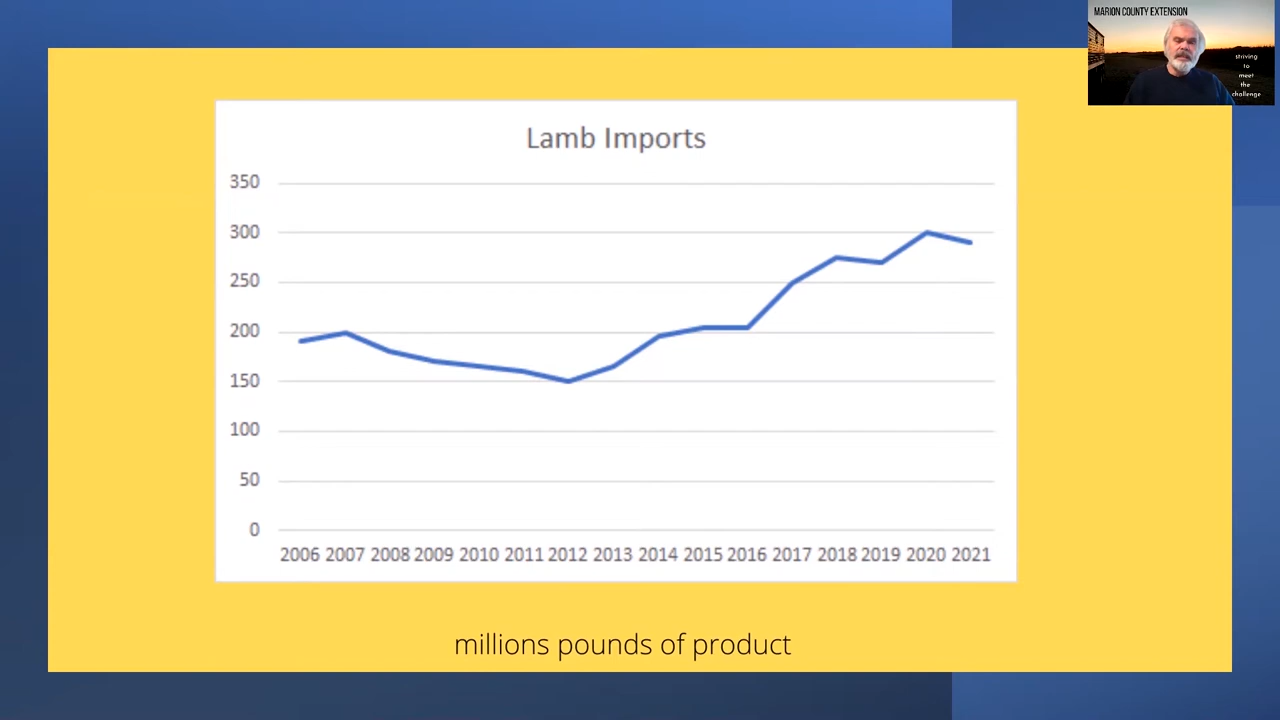 MARION COUNTY EXTENSION
striving
to
meet
the
challenge
Lamb Imports
350
300
250
200
150
100
50
0
2006 2007 2008 2009 2010 2011 2012 2013 2014 2015 2016 2017 2018 2019 2020 2021
millions pounds of product